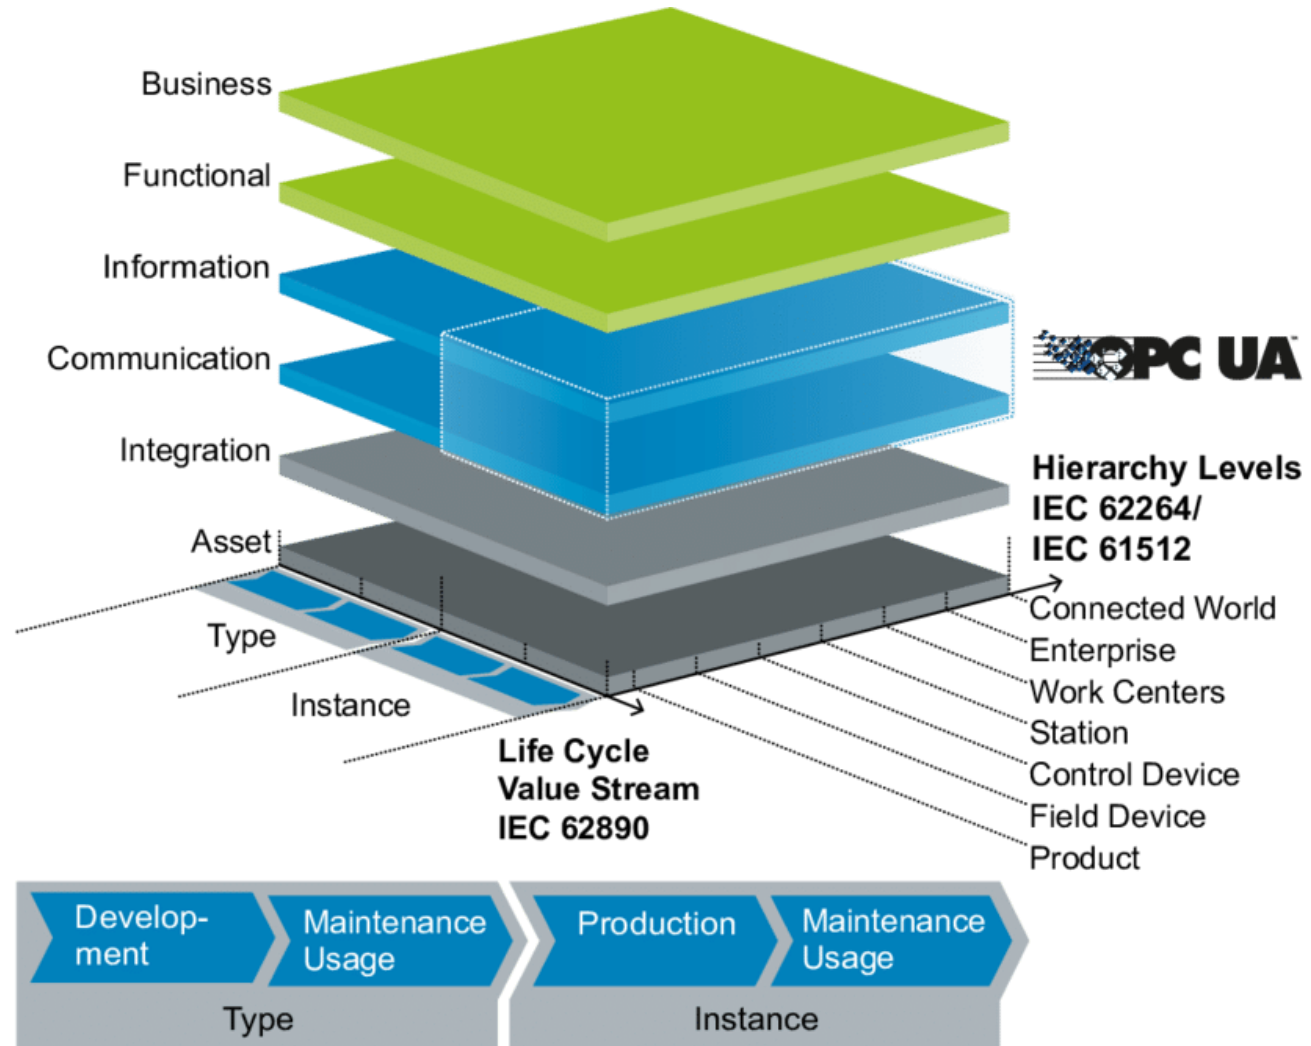 Business
Functional
Information
Communication
Integration
Asset
OPC UA™
Hierarchy Levels
IEC 62264/
IEC 61512
Connected World
Enterprise
Work Centers
Station
Control Device
Field Device
Product
Type
Instance
Life Cycle
Value Stream
IEC 62890
Develop-
ment
Maintenance
Usage
Production
Maintenance
Usage
Type
Instance